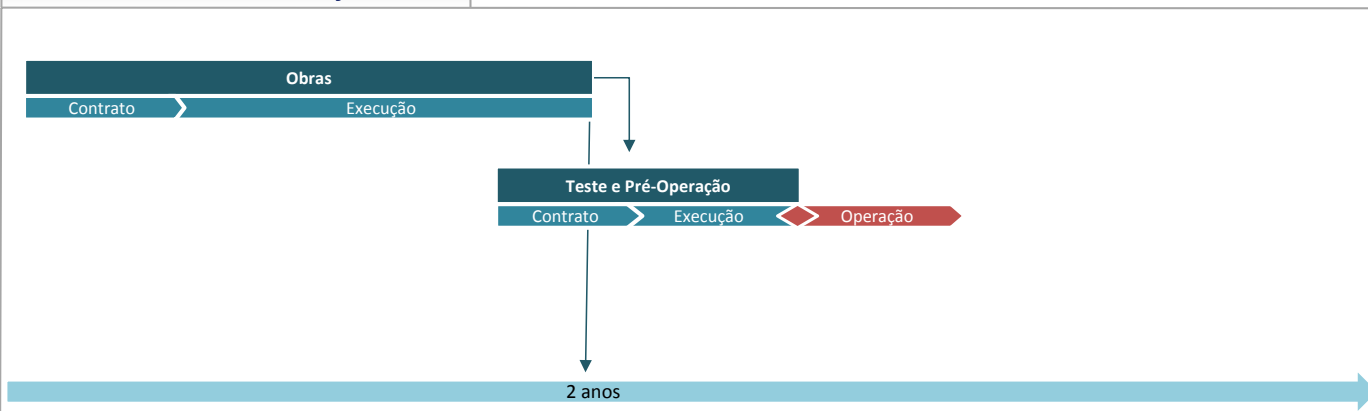 Obras
Contrato
Execução
Teste e Pré-Operação
Contrato
Execução
Operação
2 anos